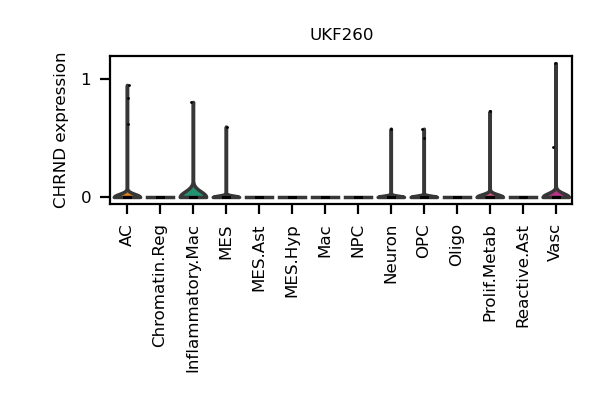 UKF260
CHRND expression
1
0
AC
Chromatin.Reg
Inflammatory.Mac
MES
MES.Ast
MES.Hyp
Mac
NPC
Neuron
OPC
Oligo
Prolif.Metab
Reactive.Ast
Vasc